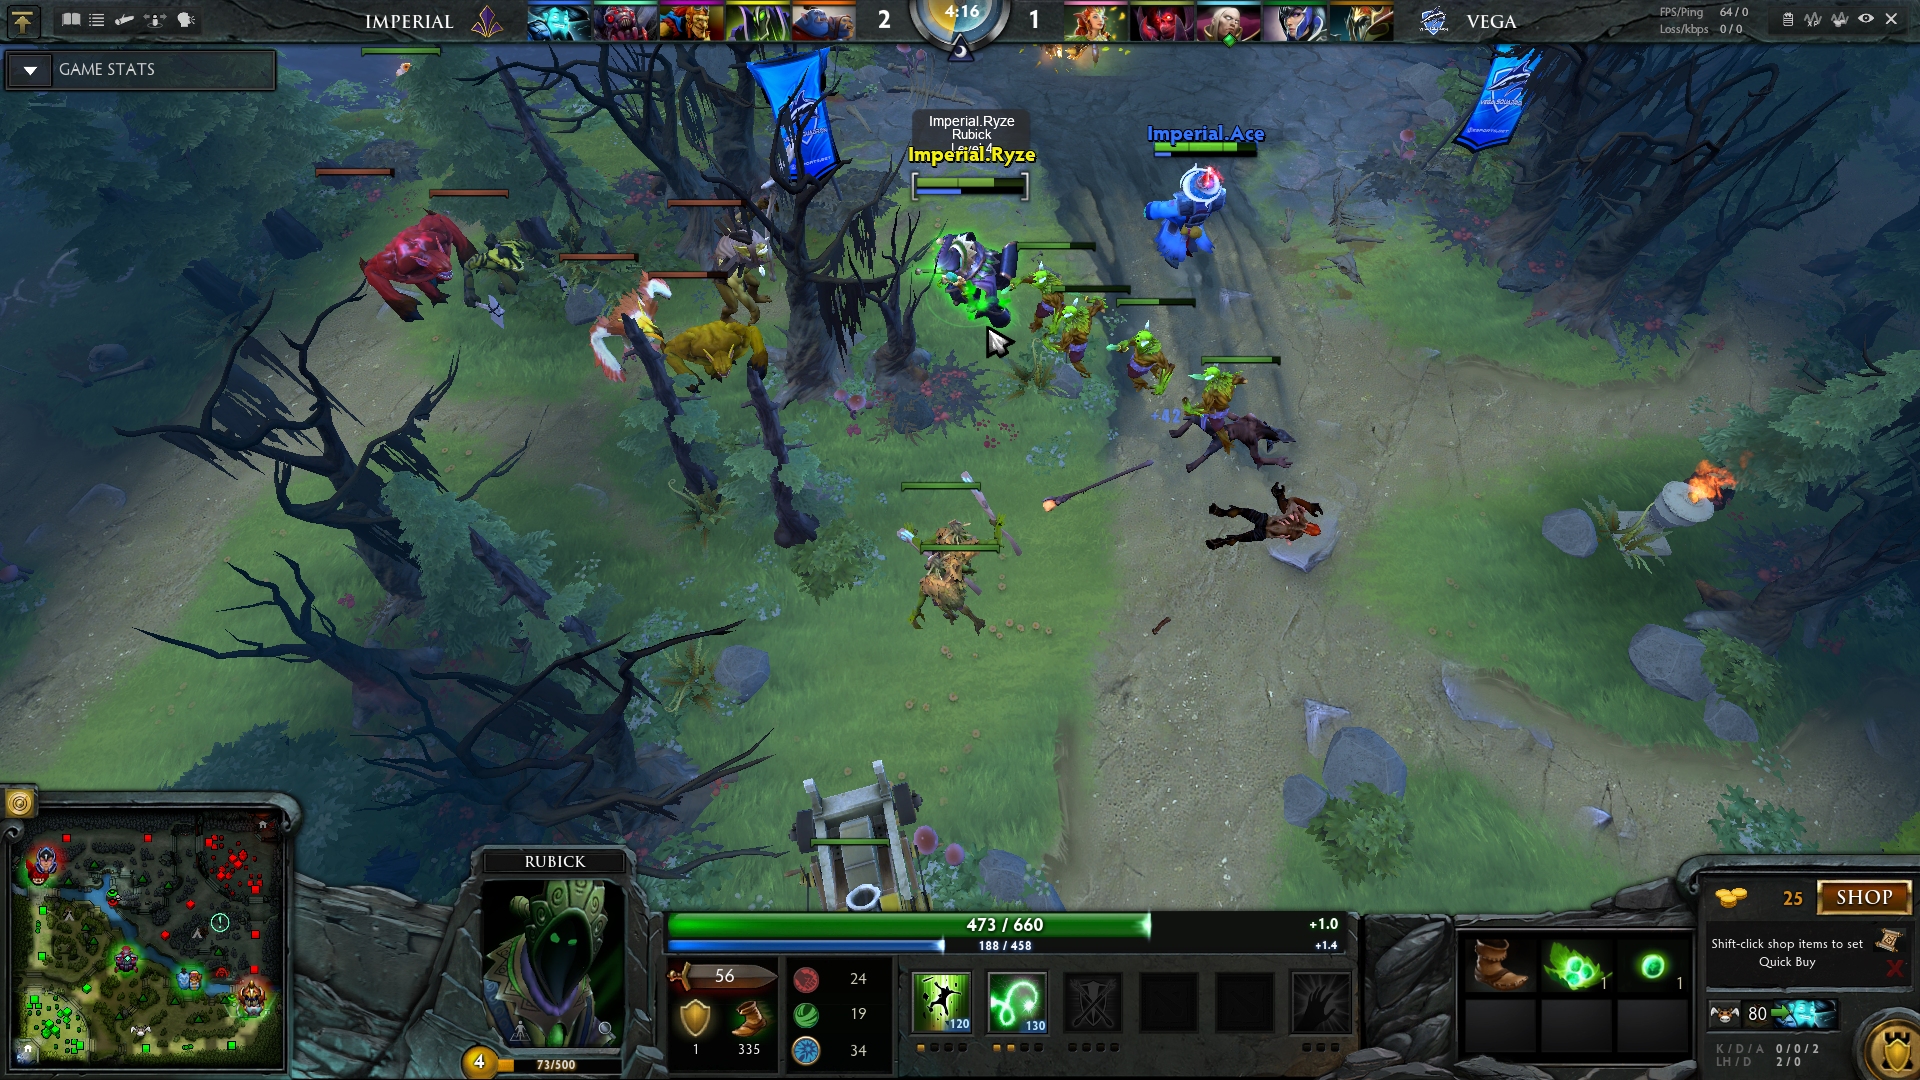 IMPERIAL
2
4:16
1
VEGA
FPS/Ping 64 / 0
Loss/kbps 0 / 0
GAME STATS
Imperial.Ryze
Rubick
Imperial.Ryze
Imperial.Ace
VEGA SQUADRON
+42
RUBICK
4
73/500
473 / 660
+1.0
188 / 458
+1.4
56
1
335
24
19
34
120
130
1
1
25
SHOP
Shift-click shop items to set
Quick Buy
80
K / D / A 0 / 0 / 2
LH / D 2 / 0